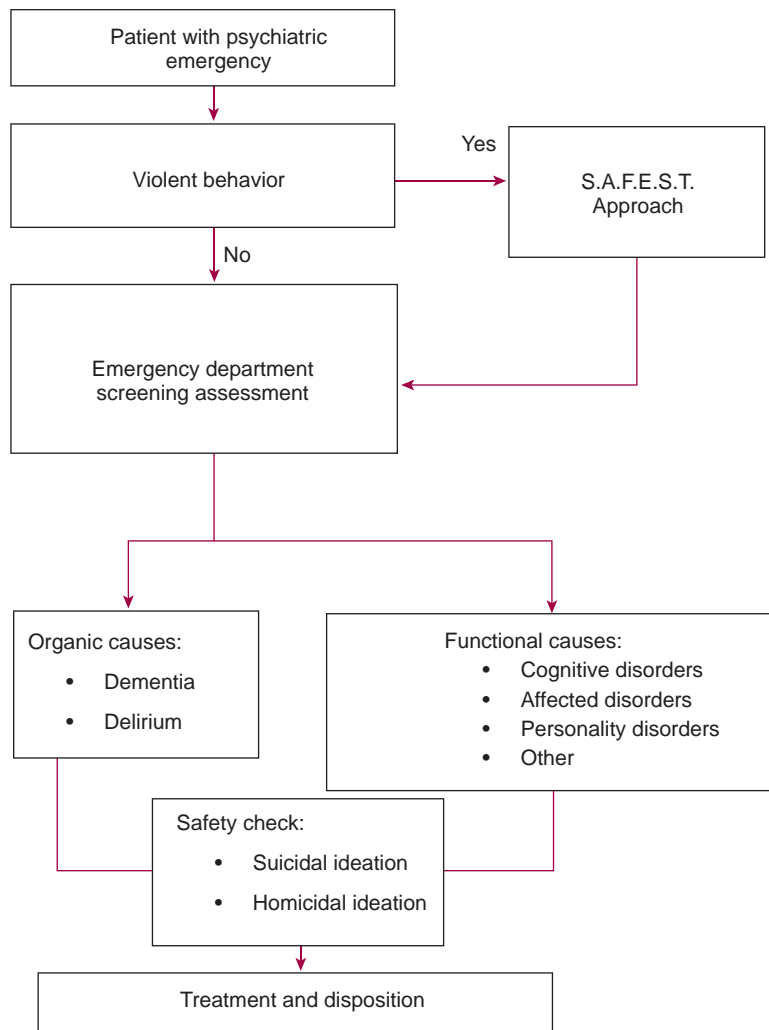 Patient with psychiatric
emergency
Violent behavior
Yes
S.A.F.E.S.T.
Approach
No
Emergency department
screening assessment
Organic causes:
• Dementia
• Delirium
Functional causes:
• Cognitive disorders
• Affected disorders
• Personality disorders
• Other
Safety check:
• Suicidal ideation
• Homicidal ideation
Treatment and disposition